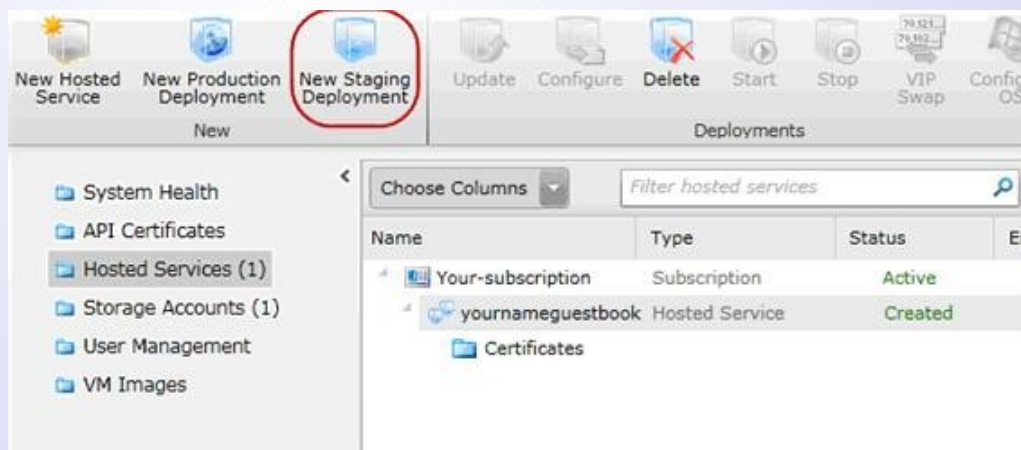 New Hosted Service
New Production Deployment
New Staging Deployment
Update
Configure
Delete
Start
Stop
VIP Swap
New
Deployments
System Health
API Certificates
Hosted Services (1)
Storage Accounts (1)
User Management
VM Images
Choose Columns
Filter hosted services
Name
Type
Status
Your-subscription
Subscription
Active
yournameguestbook
Hosted Service
Created
Certificates